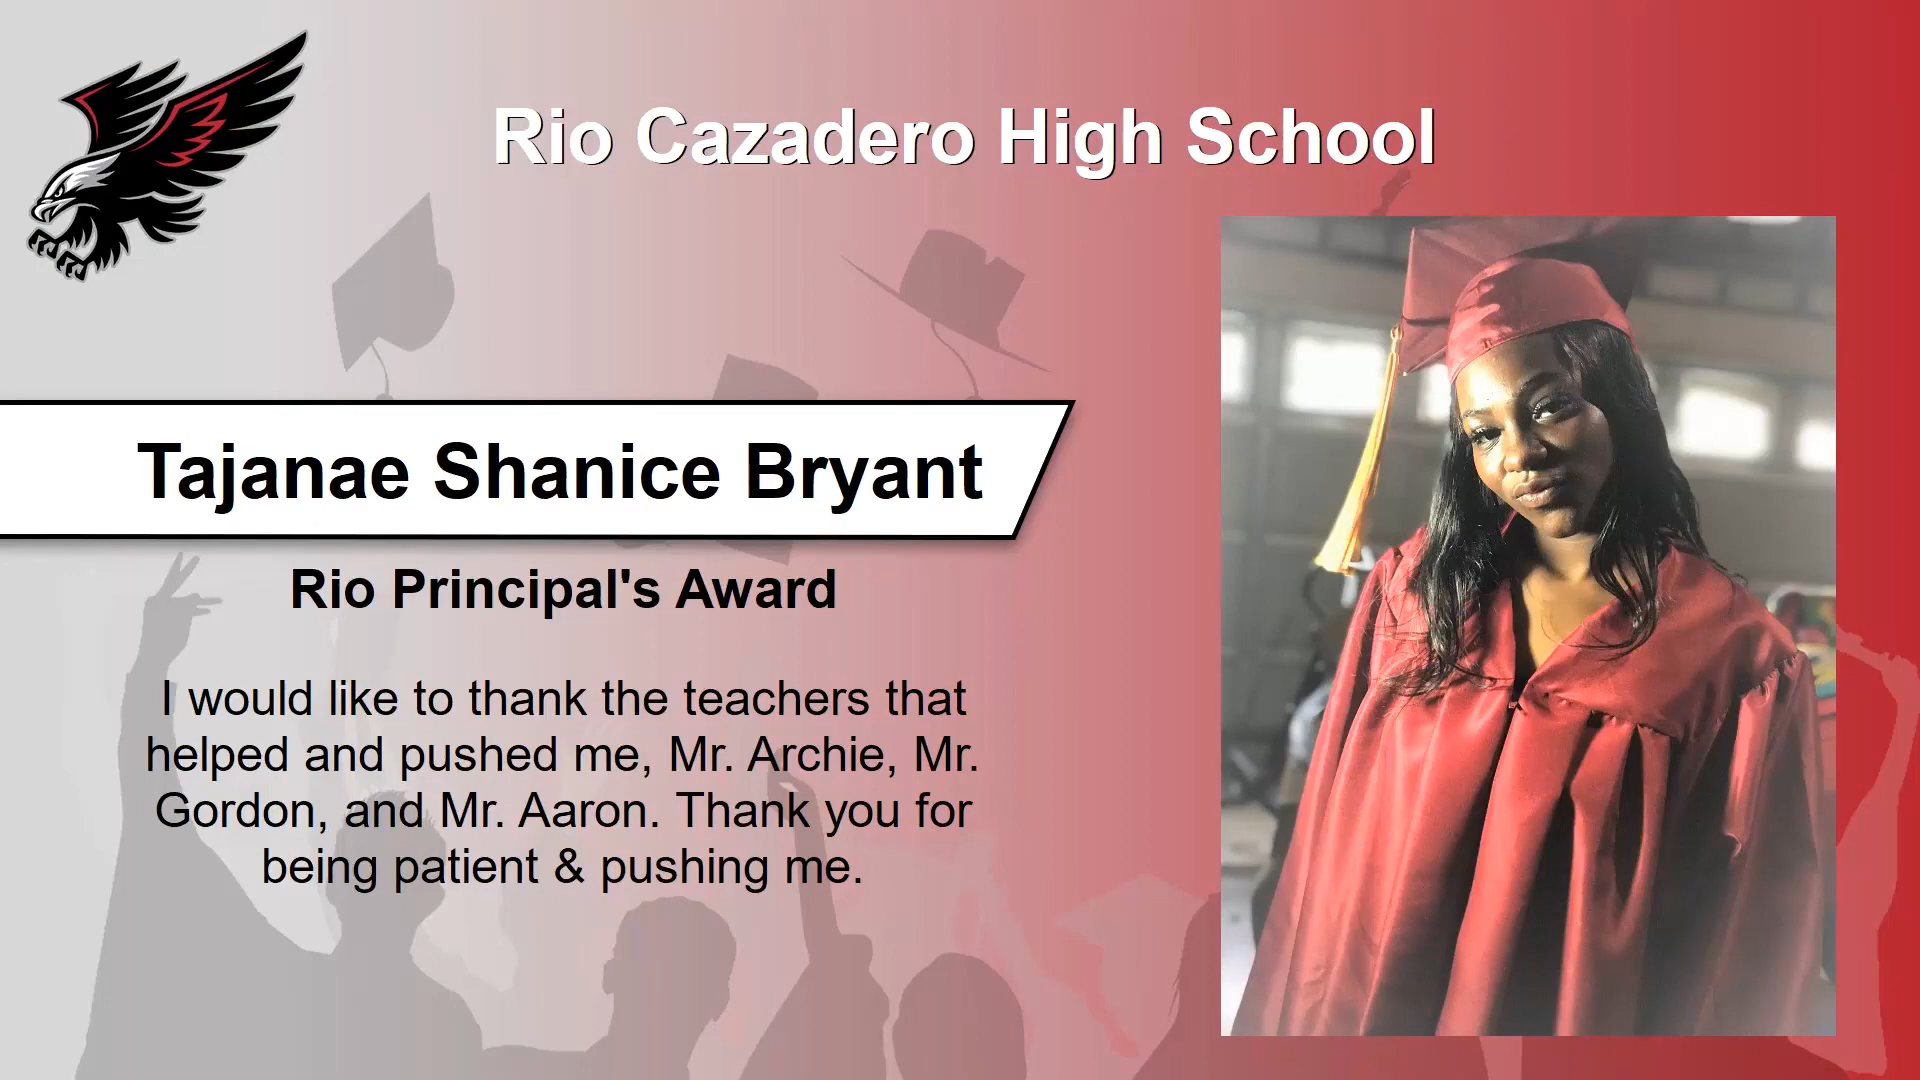 Rio Cazadero High School
Tajanae Shanice Bryant
Rio Principal's Award
I would like to thank the teachers that
helped and pushed me, Mr. Archie, Mr.
Gordon, and Mr. Aaron. Thank you for
being patient & pushing me.